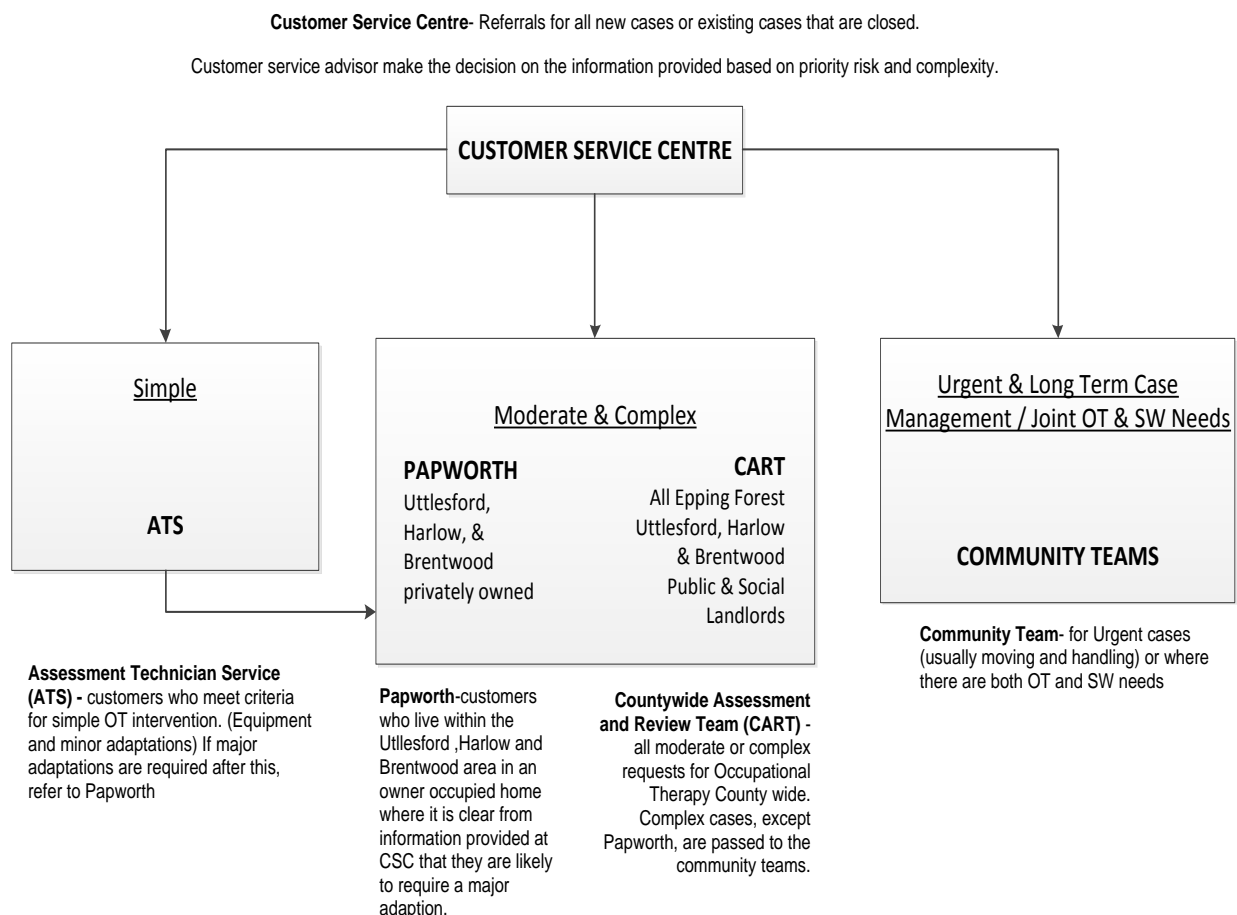 Customer Service Centre- Referrals for all new cases or existing cases that are closed.
Customer service advisor make the decision on the information provided based on priority risk and complexity.
CUSTOMER SERVICE CENTRE
Simple
ATS
Moderate & Complex
PAPWORTH
Uttlesford,
Harlow, &
Brentwood
privately owned
CART
All Epping Forest
Uttlesford, Harlow
& Brentwood
Public & Social
Landlords
Urgent & Long Term Case
Management / Joint OT & SW Needs
COMMUNITY TEAMS
Assessment Technician Service
(ATS) - customers who meet criteria
for simple OT intervention. (Equipment
and minor adaptations) If major
adaptations are required after this,
refer to Papworth
Papworth-customers
who live within the
Utllesford ,Harlow and
Brentwood area in an
owner occupied home
where it is clear from
information provided at
CSC that they are likely
to require a major
adaption.
Countywide Assessment
and Review Team (CART) -
all moderate or complex
requests for Occupational
Therapy County wide.
Complex cases, except
Papworth, are passed to the
community teams.
Community Team- for Urgent cases
(usually moving and handling) or where
there are both OT and SW needs